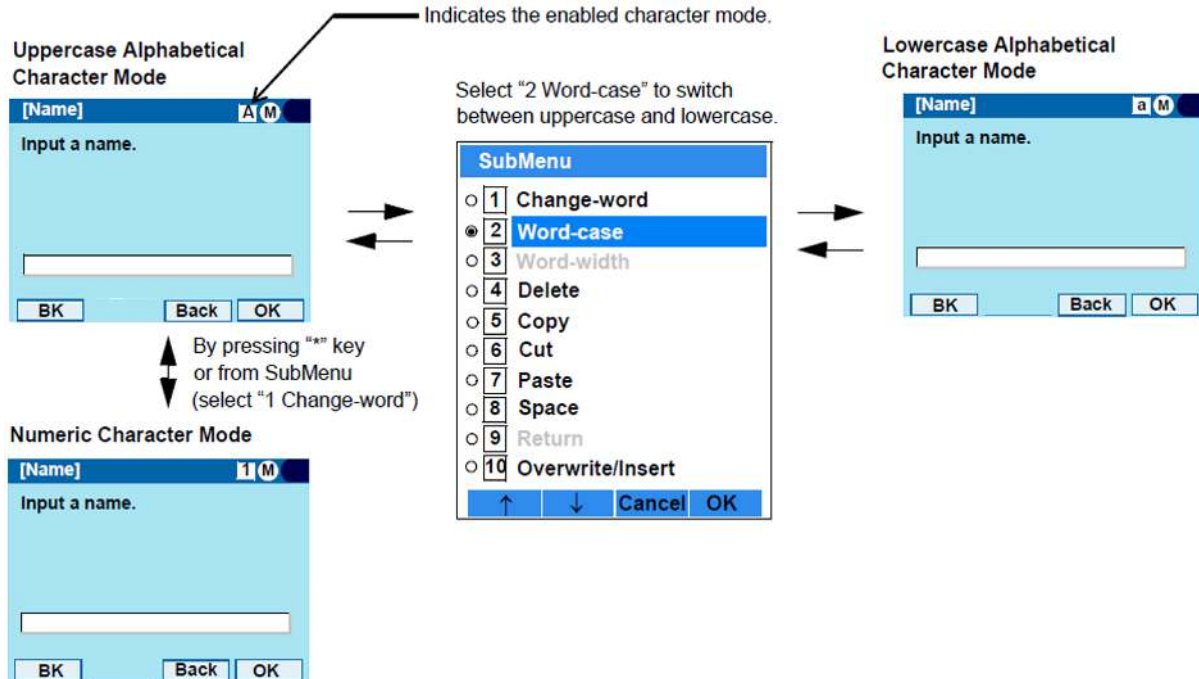 Indicates the enabled character mode.
Uppercase Alphabetical
Character Mode
[Name] A M
Input a name.
BK Back OK
Select “2 Word-case” to switch
between uppercase and lowercase.
SubMenu
1 Change-word
2 Word-case
3 Word-width
4 Delete
5 Copy
6 Cut
7 Paste
8 Space
9 Return
10 Overwrite/Insert
↑ ↓ Cancel OK
Lowercase Alphabetical
Character Mode
[Name] a M
Input a name.
BK Back OK
By pressing “*” key
or from SubMenu
(select “1 Change-word”)
Numeric Character Mode
[Name] 1 M
Input a name.
BK Back OK